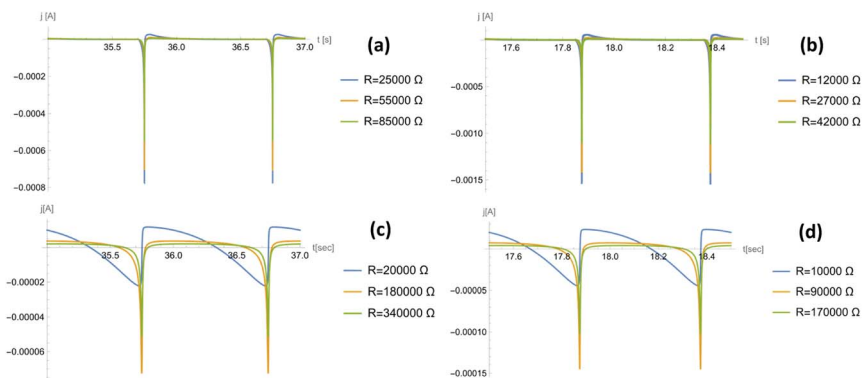 j [A]
t [s]
35.5 36.0 36.5 37.0
(a)
−0.0002
−0.0004
−0.0006
−0.0008
R=25000 Ω
R=55000 Ω
R=85000 Ω
j [A]
t [s]
17.6 17.8 18.0 18.2 18.4
(b)
−0.0005
−0.0010
−0.0015
R=12000 Ω
R=27000 Ω
R=42000 Ω
j[A]
t[sec]
35.5 36.0 36.5 37.0
(c)
−0.00002
−0.00004
−0.00006
R=20000 Ω
R=180000 Ω
R=340000 Ω
j[A]
t[sec]
17.6 17.8 18.0 18.2 18.4
(d)
−0.00005
−0.00010
−0.00015
R=10000 Ω
R=90000 Ω
R=170000 Ω